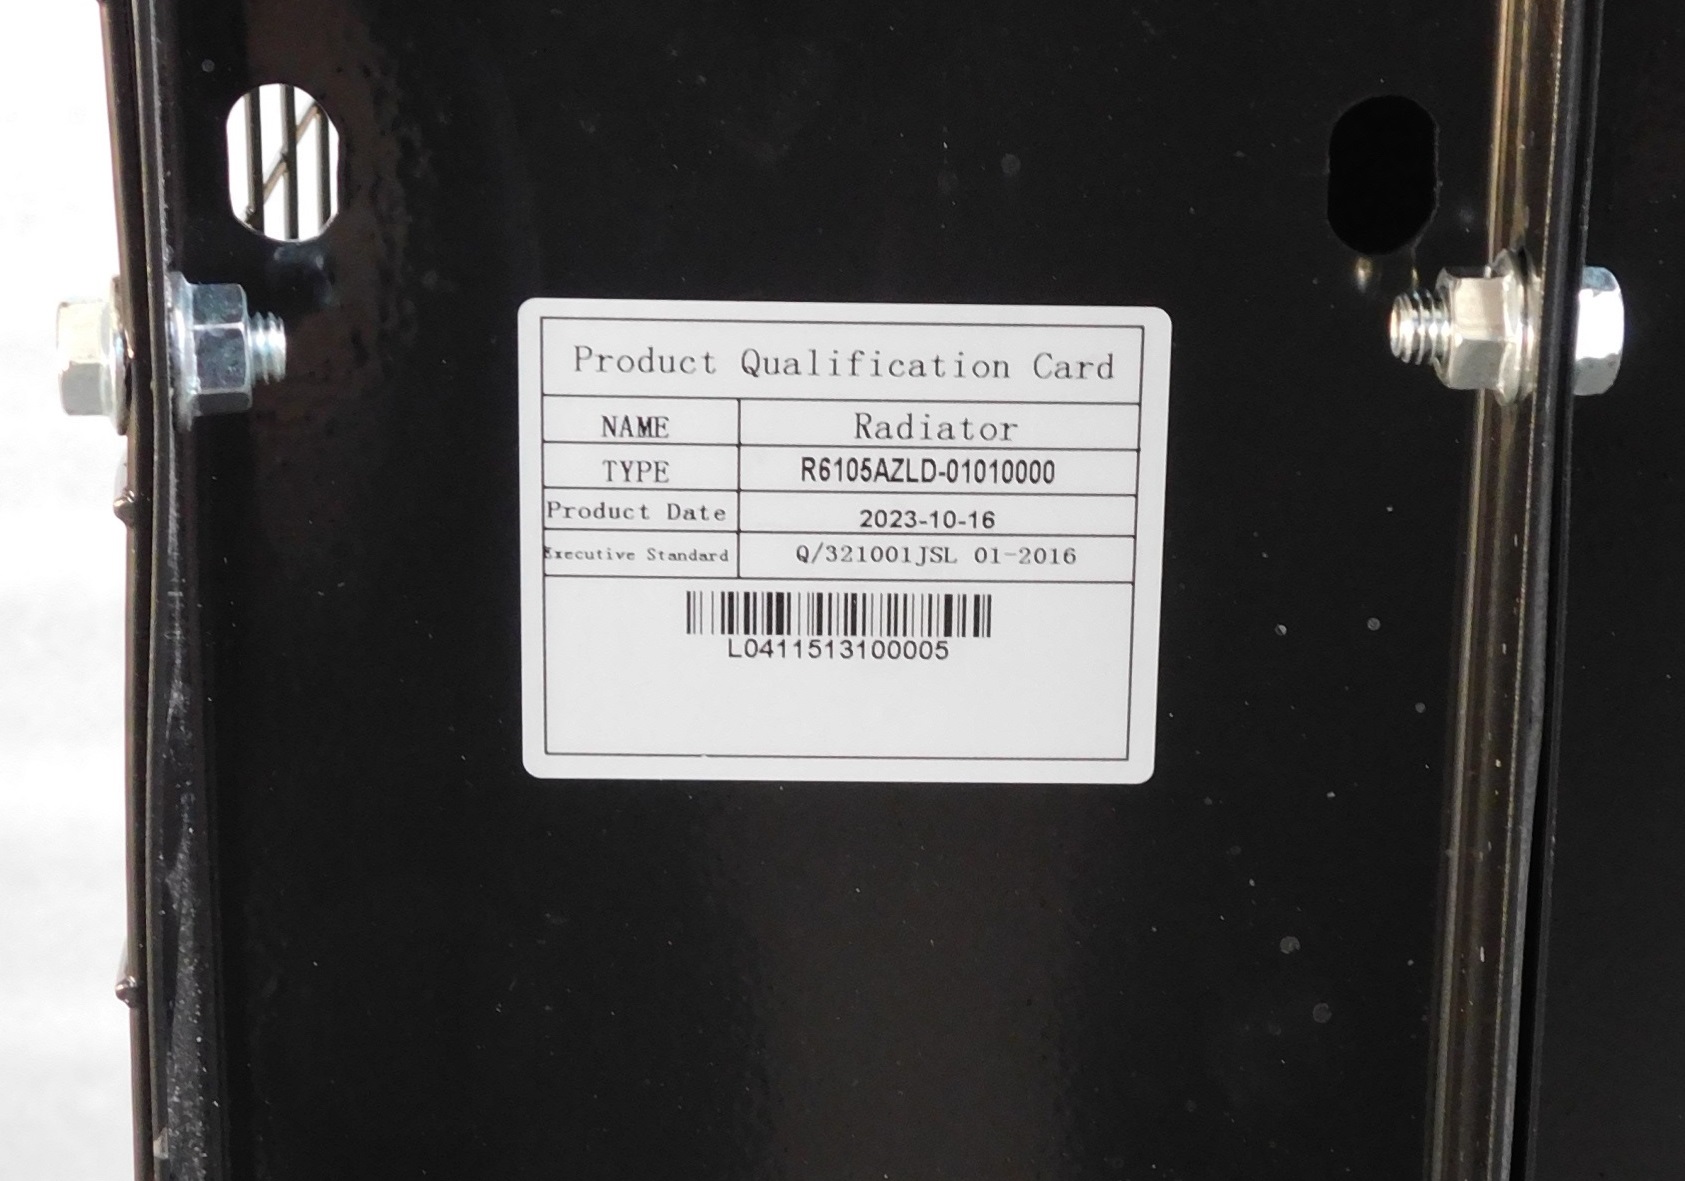 Product Qualification Card
NAME Radiator
TYPE R6105AZLD-01010000
Product Date 2023-10-16
Executive Standard Q/321001JSL 01-2016
L0411513100005